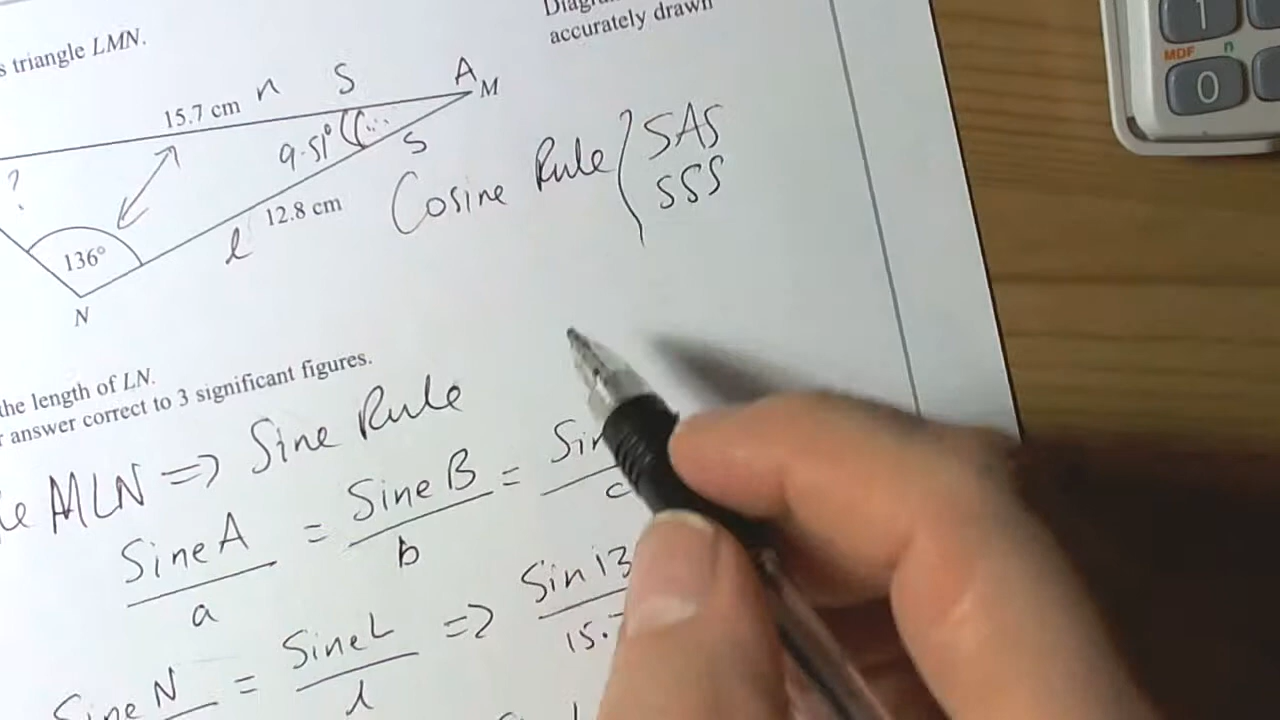 s triangle LMN.
accurately drawn
15.7 cm n S A M
9.51° S
Cosine Rule SAS
SSS
?
136° l 12.8 cm
N
the length of LN.
answer correct to 3 significant figures.
MLN => Sine Rule
Sine A = Sine B = Sin
a b c
Sine N = Sine L => Sin 13
l 15.7
1
MDF n
0